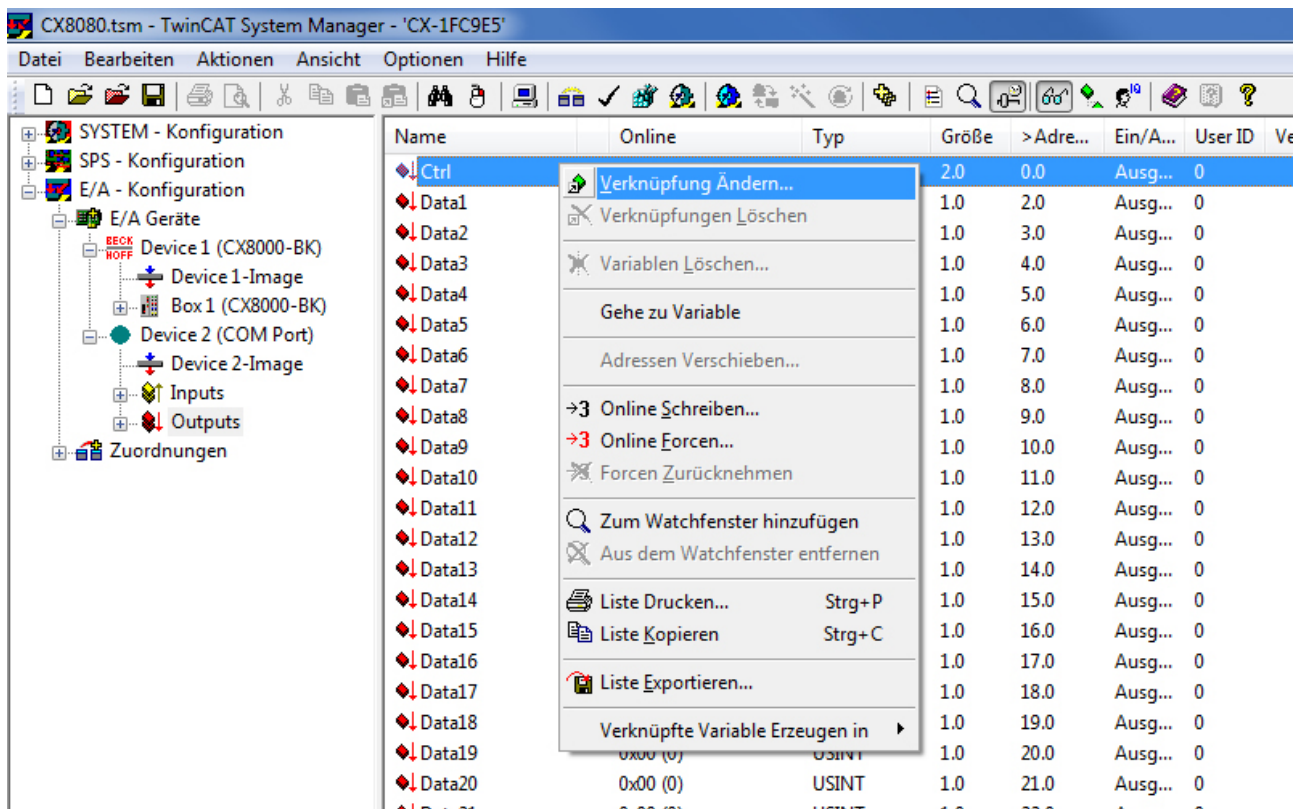 CX8080.tsm - TwinCAT System Manager - 'CX-1FC9E5'
Datei Bearbeiten Aktionen Ansicht Optionen Hilfe
SYSTEM - Konfiguration
SPS - Konfiguration
E/A - Konfiguration
E/A Geräte
BECK
HOFF
Device 1 (CX8000-BK)
Device 1-Image
Box 1 (CX8000-BK)
Device 2 (COM Port)
Device 2-Image
Inputs
Outputs
Zuordnungen
Name Online Typ Größe >Adre... Ein/A... User ID Ve
Ctrl 2.0 0.0 Ausg... 0
Data1 1.0 2.0 Ausg... 0
Data2 1.0 3.0 Ausg... 0
Data3 1.0 4.0 Ausg... 0
Data4 1.0 5.0 Ausg... 0
Data5 1.0 6.0 Ausg... 0
Data6 1.0 7.0 Ausg... 0
Data7 1.0 8.0 Ausg... 0
Data8 1.0 9.0 Ausg... 0
Data9 1.0 10.0 Ausg... 0
Data10 1.0 11.0 Ausg... 0
Data11 1.0 12.0 Ausg... 0
Data12 1.0 13.0 Ausg... 0
Data13 1.0 14.0 Ausg... 0
Data14 1.0 15.0 Ausg... 0
Data15 1.0 16.0 Ausg... 0
Data16 1.0 17.0 Ausg... 0
Data17 1.0 18.0 Ausg... 0
Data18 1.0 19.0 Ausg... 0
Data19 0x00 (0) USINT 1.0 20.0 Ausg... 0
Data20 0x00 (0) USINT 1.0 21.0 Ausg... 0
Verknüpfung Ändern...
Verknüpfungen Löschen
Variablen Löschen...
Gehe zu Variable
Adressen Verschieben...
→3 Online Schreiben...
→3 Online Forcen...
Forcen Zurücknehmen
Zum Watchfenster hinzufügen
Aus dem Watchfenster entfernen
Liste Drucken... Strg+P
Liste Kopieren Strg+C
Liste Exportieren...
Verknüpfte Variable Erzeugen in